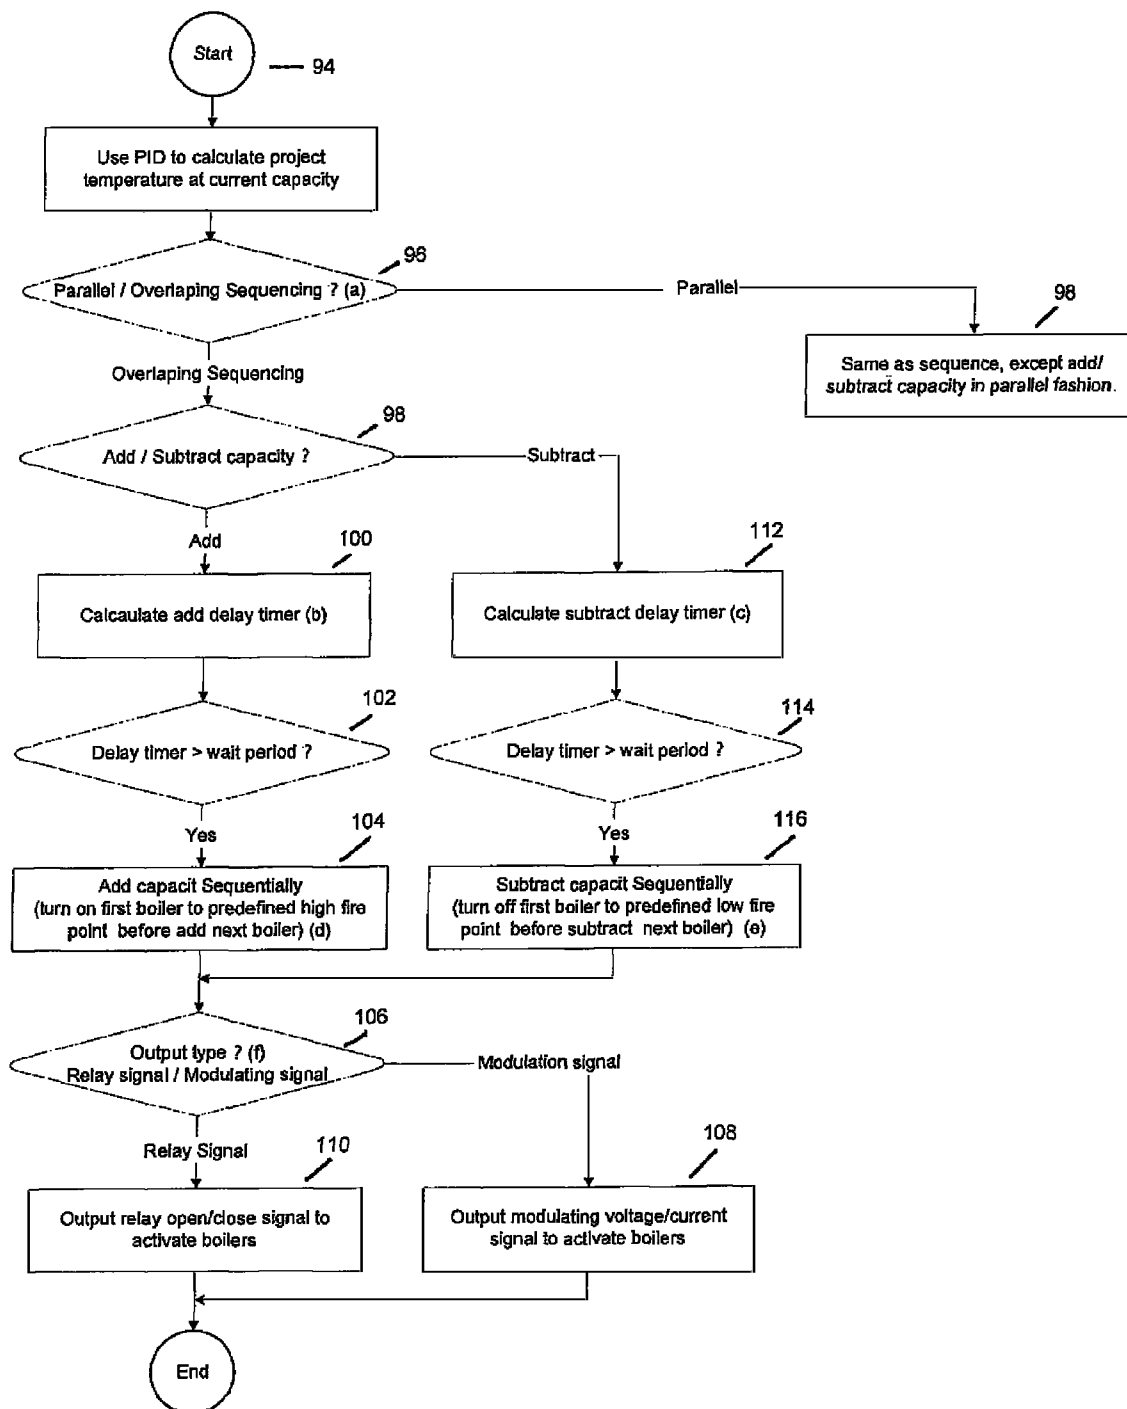 Start
94
Use PID to calculate project
temperature at current capacity
96
Parallel / Overlaping Sequencing ? (a)
Parallel
98
Same as sequence, except add/
subtract capacity in parallel fashion.
Overlaping Sequencing
98
Add / Subtract capacity ?
Subtract
Add
100
112
Calcaulate add delay timer (b)
Calculate subtract delay timer (c)
102
114
Delay timer > wait period ?
Delay timer > wait period ?
Yes
Yes
104
116
Add capacit Sequentially
(turn on first boiler to predefined high fire
point before add next boiler) (d)
Subtract capacit Sequentially
(turn off first boiler to predefined low fire
point before subtract next boiler) (e)
106
Output type ? (f)
Relay signal / Modulating signal
Modulation signal
Relay Signal
110
108
Output relay open/close signal to
activate boilers
Output modulating voltage/current
signal to activate boilers
End